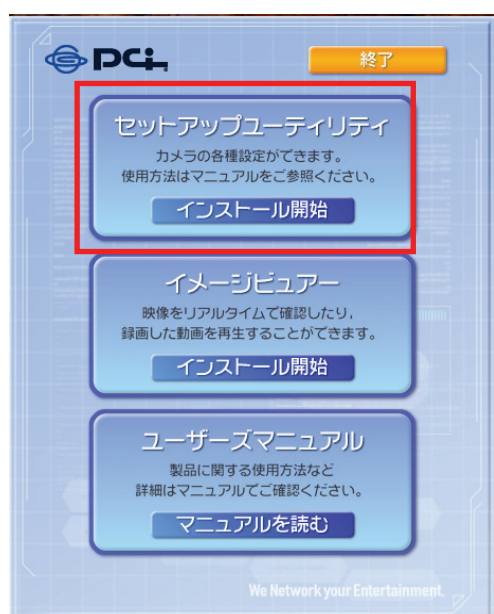 PCi
終了
セットアップユーティリティ
カメラの各種設定ができます。
使用方法はマニュアルをご参照ください。
インストール開始
イメージビュアー
映像をリアルタイムで確認したり、
録画した動画を再生することができます。
インストール開始
ユーザーズマニュアル
製品に関する使用方法など
詳細はマニュアルでご確認ください。
マニュアルを読む
We Network your Entertainment.